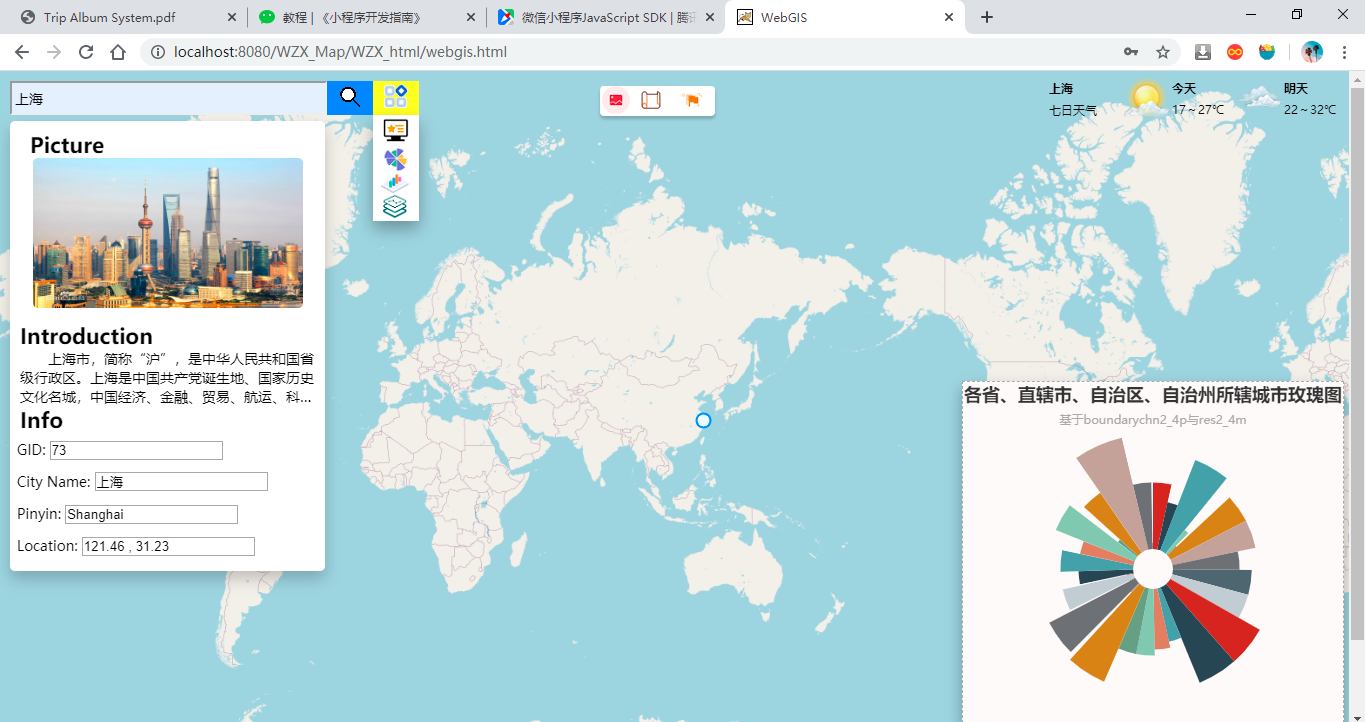 Trip Album System.pdf
教程 | 《小程序开发指南》
微信小程序JavaScript SDK | 腾讯
WebGIS
localhost:8080/WZX_Map/WZX_html/webgis.html
上海
上海
七日天气
今天
17～27℃
明天
22～32℃
Picture
Introduction
上海市，简称“沪”，是中华人民共和国省
级行政区。上海是中国共产党诞生地、国家历史
文化名城，中国经济、金融、贸易、航运、科...
Info
GID: 73
City Name: 上海
Pinyin: Shanghai
Location: 121.46 , 31.23
各省、直辖市、自治区、自治州所辖城市玫瑰图
基于boundarychn2_4p与res2_4m